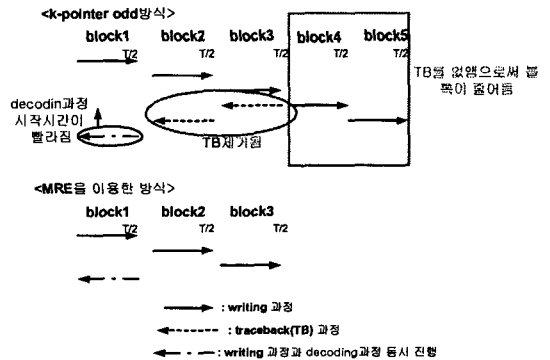 <k-pointer odd방식>
block1 block2 block3 block4 block5
T/2 T/2 T/2 T/2 T/2
TB를 없앰으로써 블
록이 줄어듬
decodin과정
시작시간이
빨라짐
TB제거됨
<MRE을 이용한 방식>
block1 block2 block3
T/2 T/2 T/2
: writing 과정
: traceback(TB) 과정
: writing 과정과 decoding과정 동시 진행